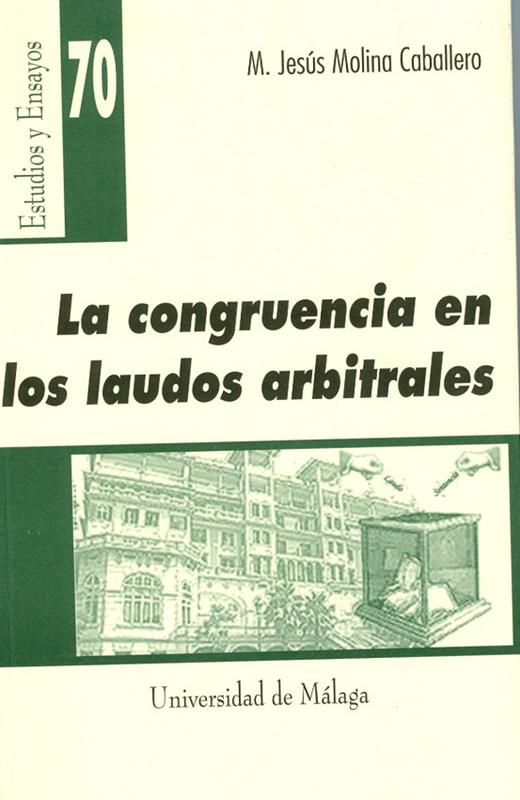 Estudios y Ensayos
70
M. Jesús Molina Caballero
La congruencia en
los laudos arbitrales
Laudo
Sentencia
Universidad de Málaga